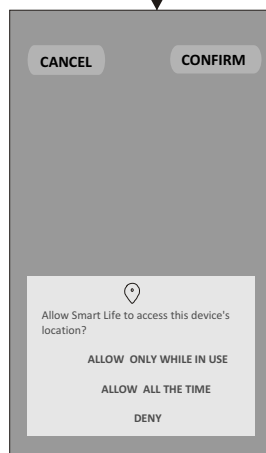 CANCEL
CONFIRM
Allow Smart Life to access this device's
location?
ALLOW ONLY WHILE IN USE
ALLOW ALL THE TIME
DENY